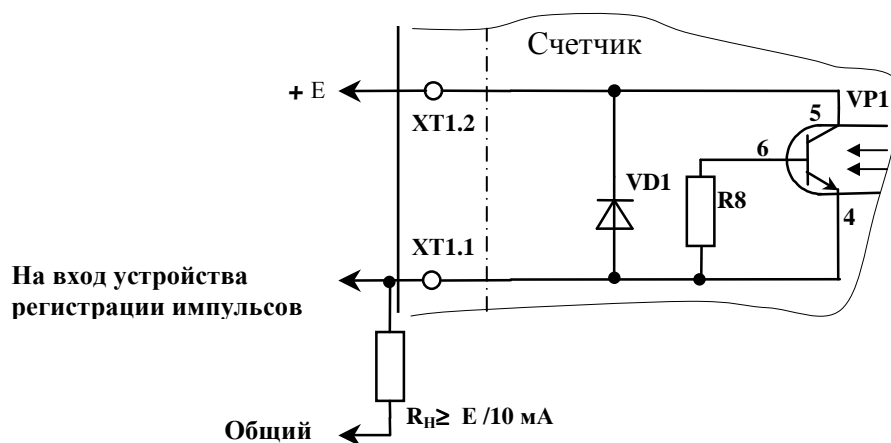 Счетчик
+ E
VP1
5
XT1.2
6
VD1
R8
4
XT1.1
На вход устройства
регистрации импульсов
R_H≥ E /10 мА
Общий